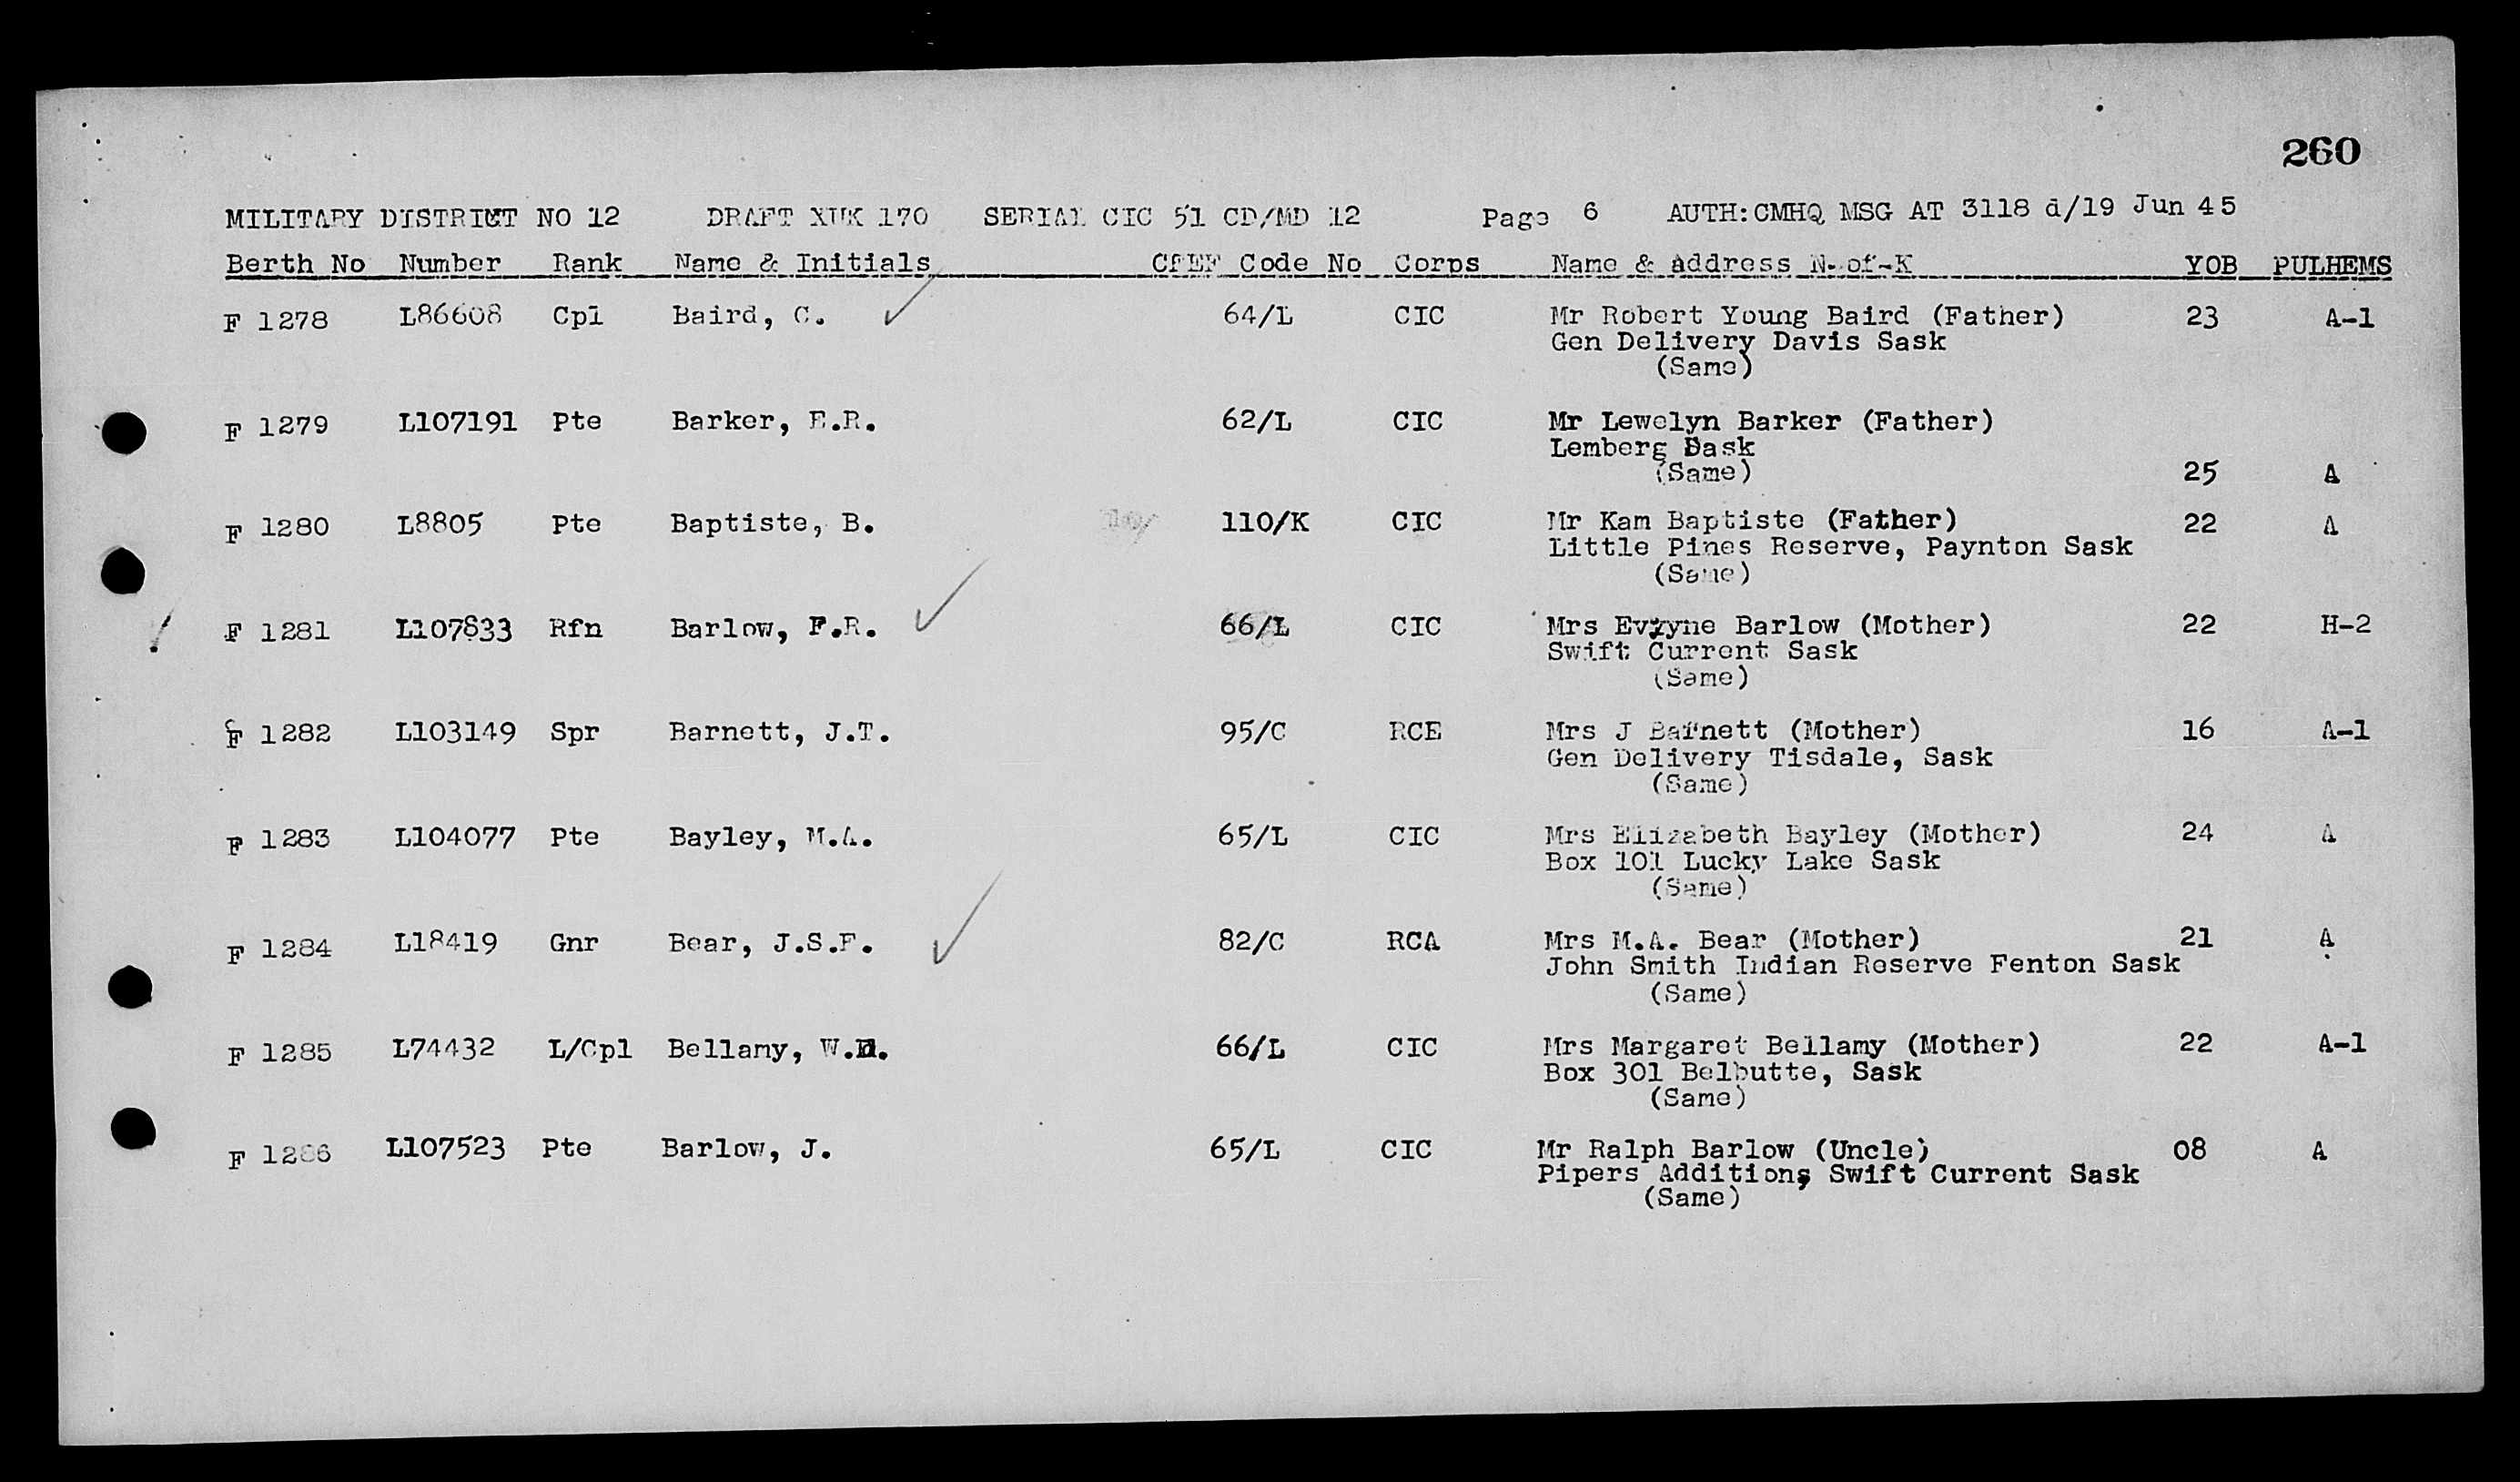 260
MILITARY DISTRICT NO 12 DRAFT XUK 170 SERIAL CIC 51 CD/MD 12 Page 6 AUTH:CMHQ MSG AT 3118 d/19 Jun 45
Berth No Number Rank Name & Initials CFEF Code No Corps Name & Address N-of-K YOB PULHEMS
F 1278 L86608 Cpl Baird, C. ✓ 64/L CIC Mr Robert Young Baird (Father) 23 A-1
Gen Delivery Davis Sask
(Same)
F 1279 L107191 Pte Barker, E.R. 62/L CIC Mr Lewelyn Barker (Father)
Lemberg Sask
(Same) 25 A
F 1280 L8805 Pte Baptiste, B. 110/K CIC Mr Kam Baptiste (Father) 22 A
Little Pines Reserve, Paynton Sask
(Same)
F 1281 L107833 Rfn Barlow, F.R. ✓ 66/L CIC Mrs Barlow (Mother) 22 H-2
Swift Current Sask
(Same)
F 1282 L103149 Spr Barnett, J.T. 95/C RCE Mrs J Barnett (Mother) 16 A-1
Gen Delivery Tisdale, Sask
(Same)
F 1283 L104077 Pte Bayley, M.A. 65/L CIC Mrs Elizabeth Bayley (Mother) 24 A
Box 101 Lucky Lake Sask
(Same)
F 1284 L18419 Gnr Bear, J.S.F. ✓ 82/C RCA Mrs M.A. Bear (Mother) 21 A
John Smith Indian Reserve Fenton Sask
(Same)
F 1285 L74432 L/Cpl Bellamy, 66/L CIC Mrs Margaret Bellamy (Mother) 22 A-1
Box 301 Belbutte, Sask
(Same)
F 1286 L107523 Pte Barlow, J. 65/L CIC Mr Ralph Barlow (Uncle) 08 A
Pipers Addition, Swift Current Sask
(Same)